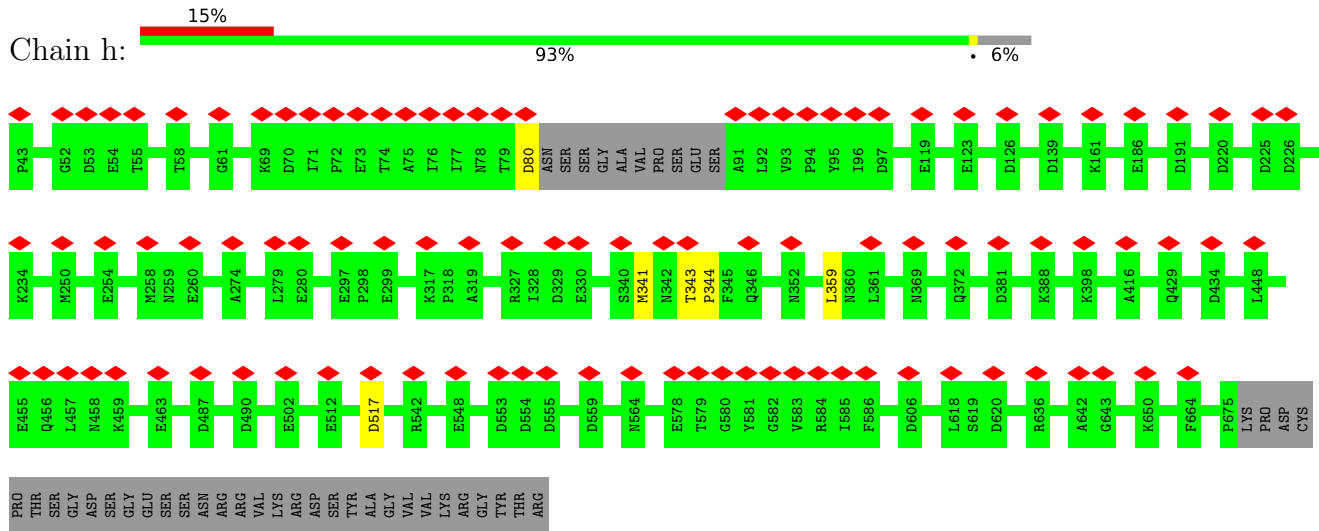 15%
Chain h:
93% • 6%
P43 G52 D53 E54 T55 T58 G61 K69 D70 I71 P72 E73 T74 A75 I76 I77 N78 T79 D80 ASN SER SER GLY ALA VAL PRO SER GLU SER A91 L92 V93 P94 Y95 I96 D97 E119 E123 D126 D139 K161 E186 D191 D220 D225 D226
K234 M250 E254 M258 N259 E260 A274 L279 E280 E297 P298 E299 K317 P318 A319 R327 I328 D329 E330 S340 M341 N342 T343 P344 F345 Q346 N352 L359 N360 L361 N369 Q372 D381 K388 K398 A416 Q429 D434 L448
E455 Q456 L457 N458 K459 E463 D487 D490 E502 E512 D517 R542 E548 D553 D554 D555 D559 N564 E578 T579 G580 Y581 G582 V583 R584 I585 F586 D606 L618 S619 D620 R636 A642 G643 K650 F664 P675 LYS PRO ASP CYS
PRO THR SER GLY ASP SER GLY GLU SER SER ASN ARG ARG VAL LYS ARG ASP SER TYR ALA GLY VAL VAL LYS ARG GLY TYR THR ARG